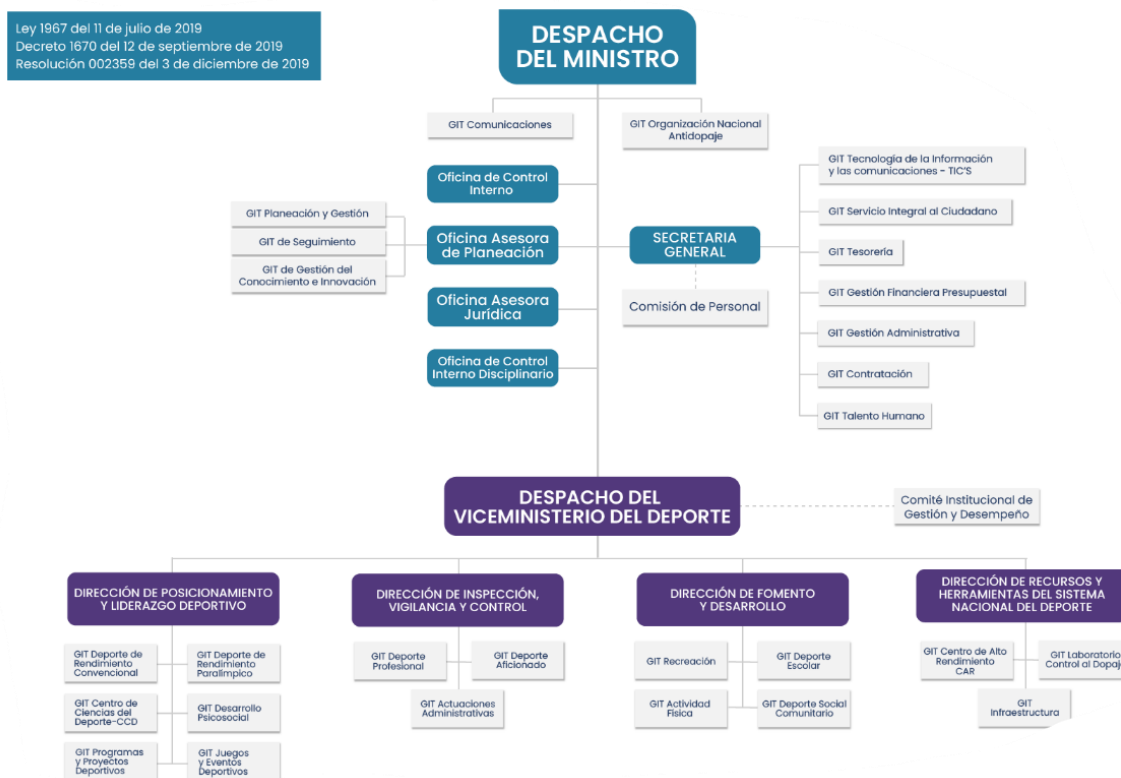 Ley 1967 del 11 de julio de 2019
Decreto 1670 del 12 de septiembre de 2019
Resolución 002359 del 3 de diciembre de 2019
DESPACHO
DEL MINISTRO
GIT Comunicaciones
GIT Organización Nacional
Antidopaje
Oficina de Control
Interno
GIT Planeación y Gestión
GIT de Seguimiento
GIT de Gestión del
Conocimiento e Innovación
Oficina Asesora
de Planeación
Oficina Asesora
Jurídica
Oficina de Control
Interno Disciplinario
SECRETARIA
GENERAL
Comisión de Personal
GIT Tecnología de la Información
y las comunicaciones - TIC'S
GIT Servicio Integral al Ciudadano
GIT Tesorería
GIT Gestión Financiera Presupuestal
GIT Gestión Administrativa
GIT Contratación
GIT Talento Humano
DESPACHO DEL
VICEMINISTERIO DEL DEPORTE
Comité Institucional de
Gestión y Desempeño
DIRECCIÓN DE POSICIONAMIENTO
Y LIDERAZGO DEPORTIVO
GIT Deporte de
Rendimiento
Convencional
GIT Deporte de
Rendimiento
Paralimpico
GIT Centro de
Ciencias del
Deporte-CCD
GIT Desarrollo
Psicosocial
GIT Programas
y Proyectos
Deportivos
GIT Juegos
y Eventos
Deportivos
DIRECCIÓN DE INSPECCIÓN,
VIGILANCIA Y CONTROL
GIT Deporte
Profesional
GIT Deporte
Aficionado
GIT Actuaciones
Administrativas
DIRECCIÓN DE FOMENTO
Y DESARROLLO
GIT Recreación
GIT Deporte
Escolar
GIT Actividad
Física
GIT Deporte Social
Comunitario
DIRECCIÓN DE RECURSOS Y
HERRAMIENTAS DEL SISTEMA
NACIONAL DEL DEPORTE
GIT Centro de Alto
Rendimiento
CAR
GIT Laboratorio
Control al Dopaje
GIT
Infraestructura